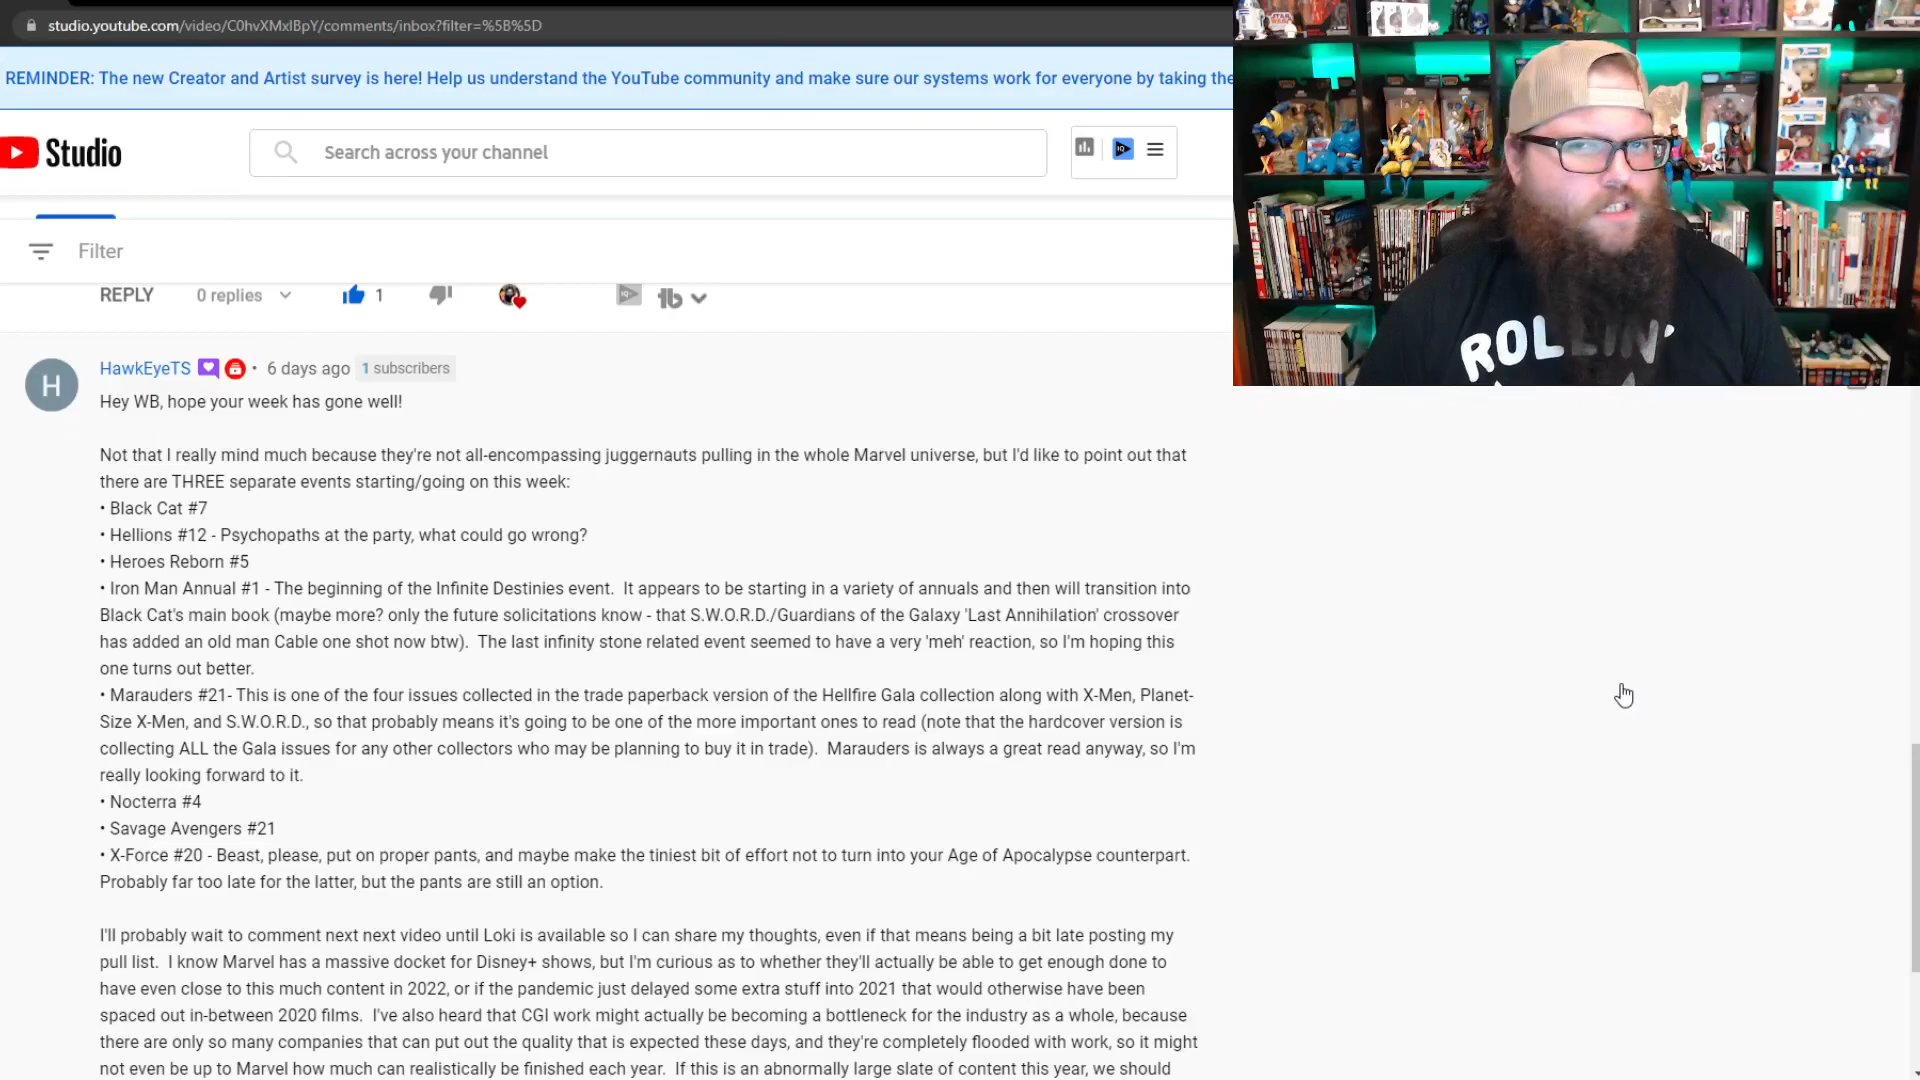 studio.youtube.com/video/C0hvXMxlBpY/comments/inbox?filter=%5B%5D
REMINDER: The new Creator and Artist survey is here! Help us understand the YouTube community and make sure our systems work for everyone by taking the
Studio
Search across your channel
Filter
REPLY 0 replies 1
H
HawkEyeTS • 6 days ago 1 subscribers
Hey WB, hope your week has gone well!
Not that I really mind much because they're not all-encompassing juggernauts pulling in the whole Marvel universe, but I'd like to point out that
there are THREE separate events starting/going on this week:
• Black Cat #7
• Hellions #12 - Psychopaths at the party, what could go wrong?
• Heroes Reborn #5
• Iron Man Annual #1 - The beginning of the Infinite Destinies event.  It appears to be starting in a variety of annuals and then will transition into
Black Cat's main book (maybe more? only the future solicitations know - that S.W.O.R.D./Guardians of the Galaxy 'Last Annihilation' crossover
has added an old man Cable one shot now btw).  The last infinity stone related event seemed to have a very 'meh' reaction, so I'm hoping this
one turns out better.
• Marauders #21- This is one of the four issues collected in the trade paperback version of the Hellfire Gala collection along with X-Men, Planet-
Size X-Men, and S.W.O.R.D., so that probably means it's going to be one of the more important ones to read (note that the hardcover version is
collecting ALL the Gala issues for any other collectors who may be planning to buy it in trade).  Marauders is always a great read anyway, so I'm
really looking forward to it.
• Nocterra #4
• Savage Avengers #21
• X-Force #20 - Beast, please, put on proper pants, and maybe make the tiniest bit of effort not to turn into your Age of Apocalypse counterpart.
Probably far too late for the latter, but the pants are still an option.
I'll probably wait to comment next next video until Loki is available so I can share my thoughts, even if that means being a bit late posting my
pull list.  I know Marvel has a massive docket for Disney+ shows, but I'm curious as to whether they'll actually be able to get enough done to
have even close to this much content in 2022, or if the pandemic just delayed some extra stuff into 2021 that would otherwise have been
spaced out in-between 2020 films.  I've also heard that CGI work might actually be becoming a bottleneck for the industry as a whole, because
there are only so many companies that can put out the quality that is expected these days, and they're completely flooded with work, so it might
not even be up to Marvel how much can realistically be finished each year.  If this is an abnormally large slate of content this year, we should
ROLLIN'